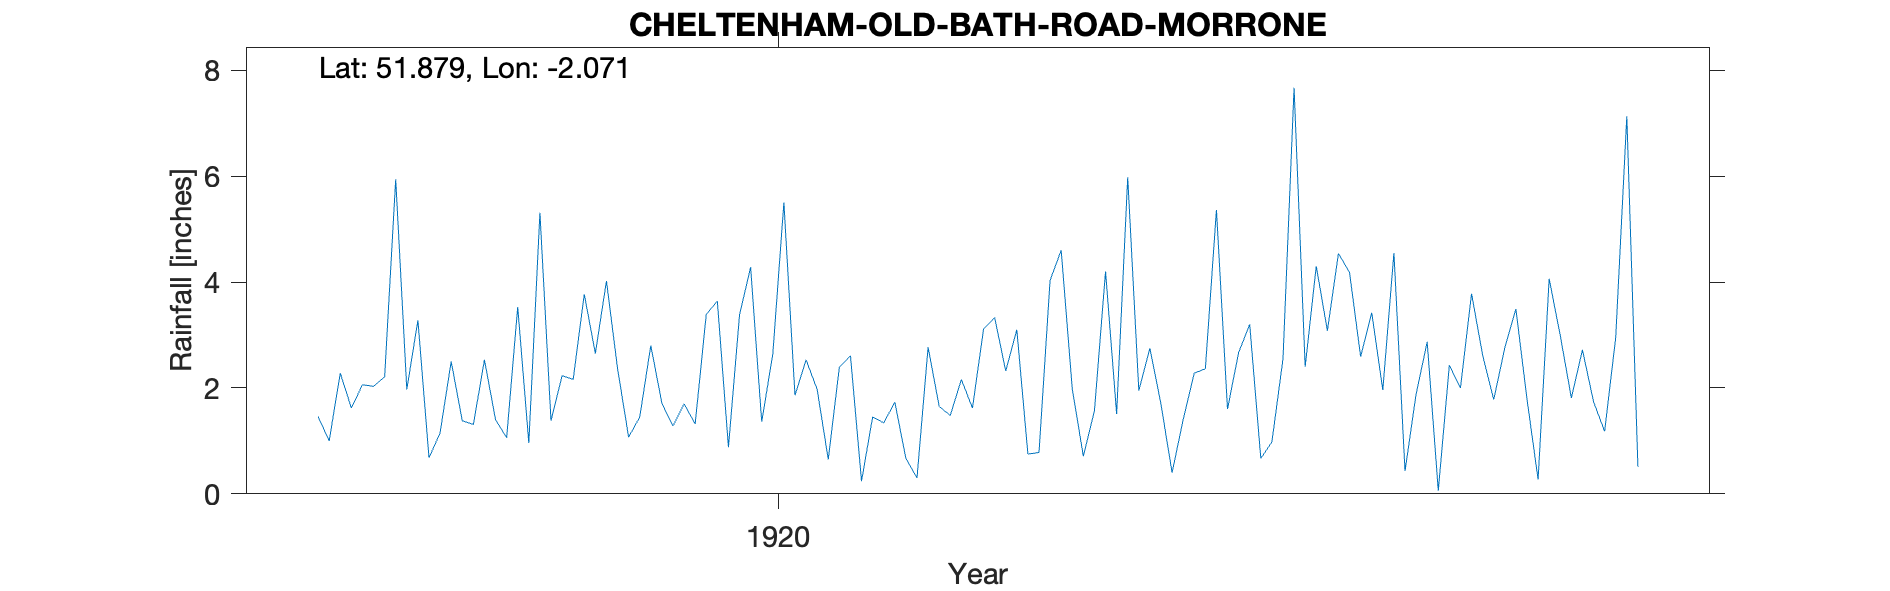 CHELTENHAM-OLD-BATH-ROAD-MORRONE
Lat: 51.879, Lon: -2.071
8
6
4
2
0
Rainfall [inches]
1920
Year